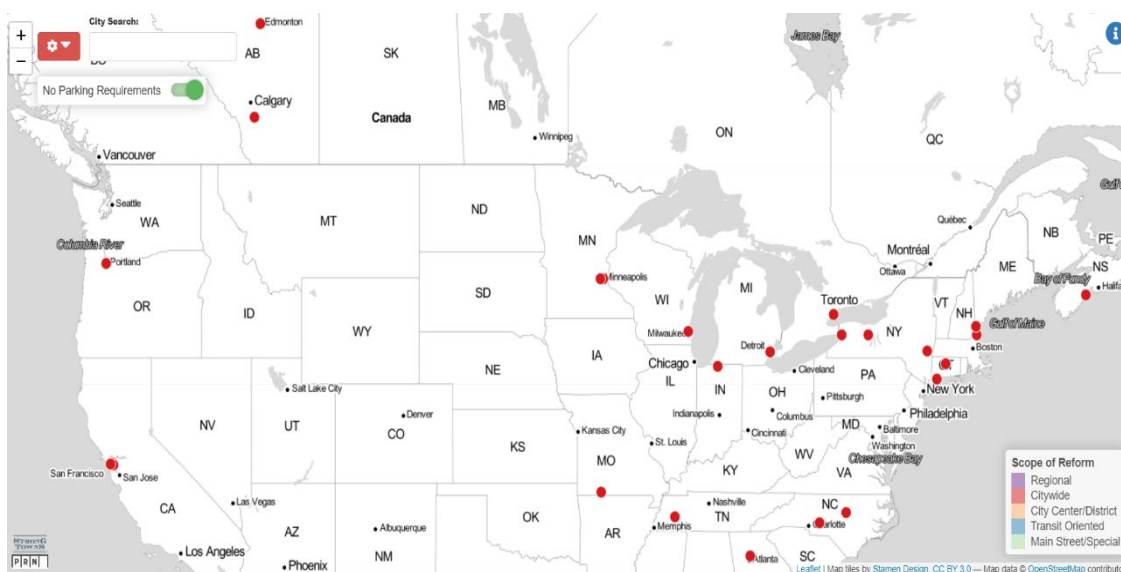 City Search:
+
−
No Parking Requirements
i
Edmonton
AB
SK
MB
James Bay
Calgary
Canada
Winnipeg
ON
QC
Vancouver
Seattle
WA
Columbia River
Portland
OR
ID
MT
ND
MN
Minneapolis
SD
WY
WI
MI
Milwaukee
Québec
Montréal
Ottawa
NB
PE
ME
NS
Bay of Fundy
Halifa
Gulf
Toronto
VT
NH
Gulf of Maine
NY
Boston
CT
Detroit
Chicago
Cleveland
PA
New York
IA
NE
IL
IN
OH
Pittsburgh
Philadelphia
Salt Lake City
Denver
NV
UT
CO
Indianapolis
Columbus
MD
Baltimore
Washington
Cincinnati
Kansas City
KS
MO
St. Louis
WV
Chesapeake Bay
KY
VA
San Francisco
San Jose
CA
Las Vegas
Nashville
NC
TN
Memphis
Charlotte
OK
AR
AZ
Albuquerque
NM
SC
Atlanta
Los Angeles
Phoenix
STRONG
TOWNS
PRN
Scope of Reform
Regional
Citywide
City Center/District
Transit Oriented
Main Street/Special
Leaflet | Map tiles by Stamen Design, CC BY 3.0 — Map data © OpenStreetMap contributo